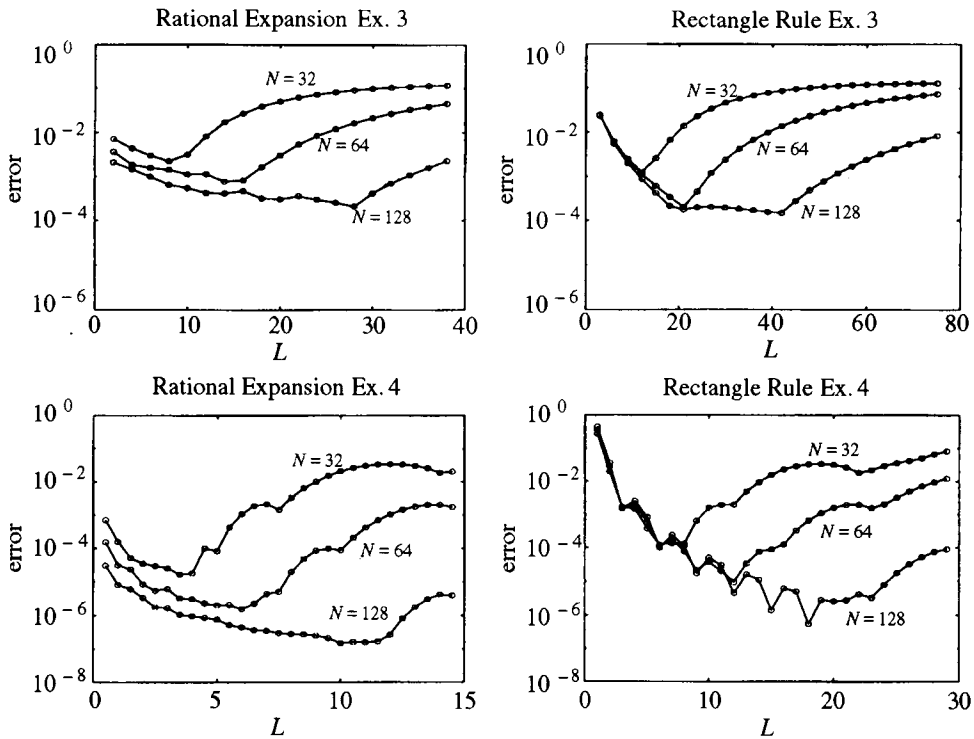 Rational Expansion Ex. 3
10^0
10^-2
10^-4
10^-6
error
N = 32
N = 64
N = 128
0 10 20 30 40
L
Rectangle Rule Ex. 3
10^0
10^-2
10^-4
10^-6
error
N = 32
N = 64
N = 128
0 20 40 60 80
L
Rational Expansion Ex. 4
10^0
10^-2
10^-4
10^-6
10^-8
error
N = 32
N = 64
N = 128
0 5 10 15
L
Rectangle Rule Ex. 4
10^0
10^-2
10^-4
10^-6
10^-8
error
N = 32
N = 64
N = 128
0 10 20 30
L